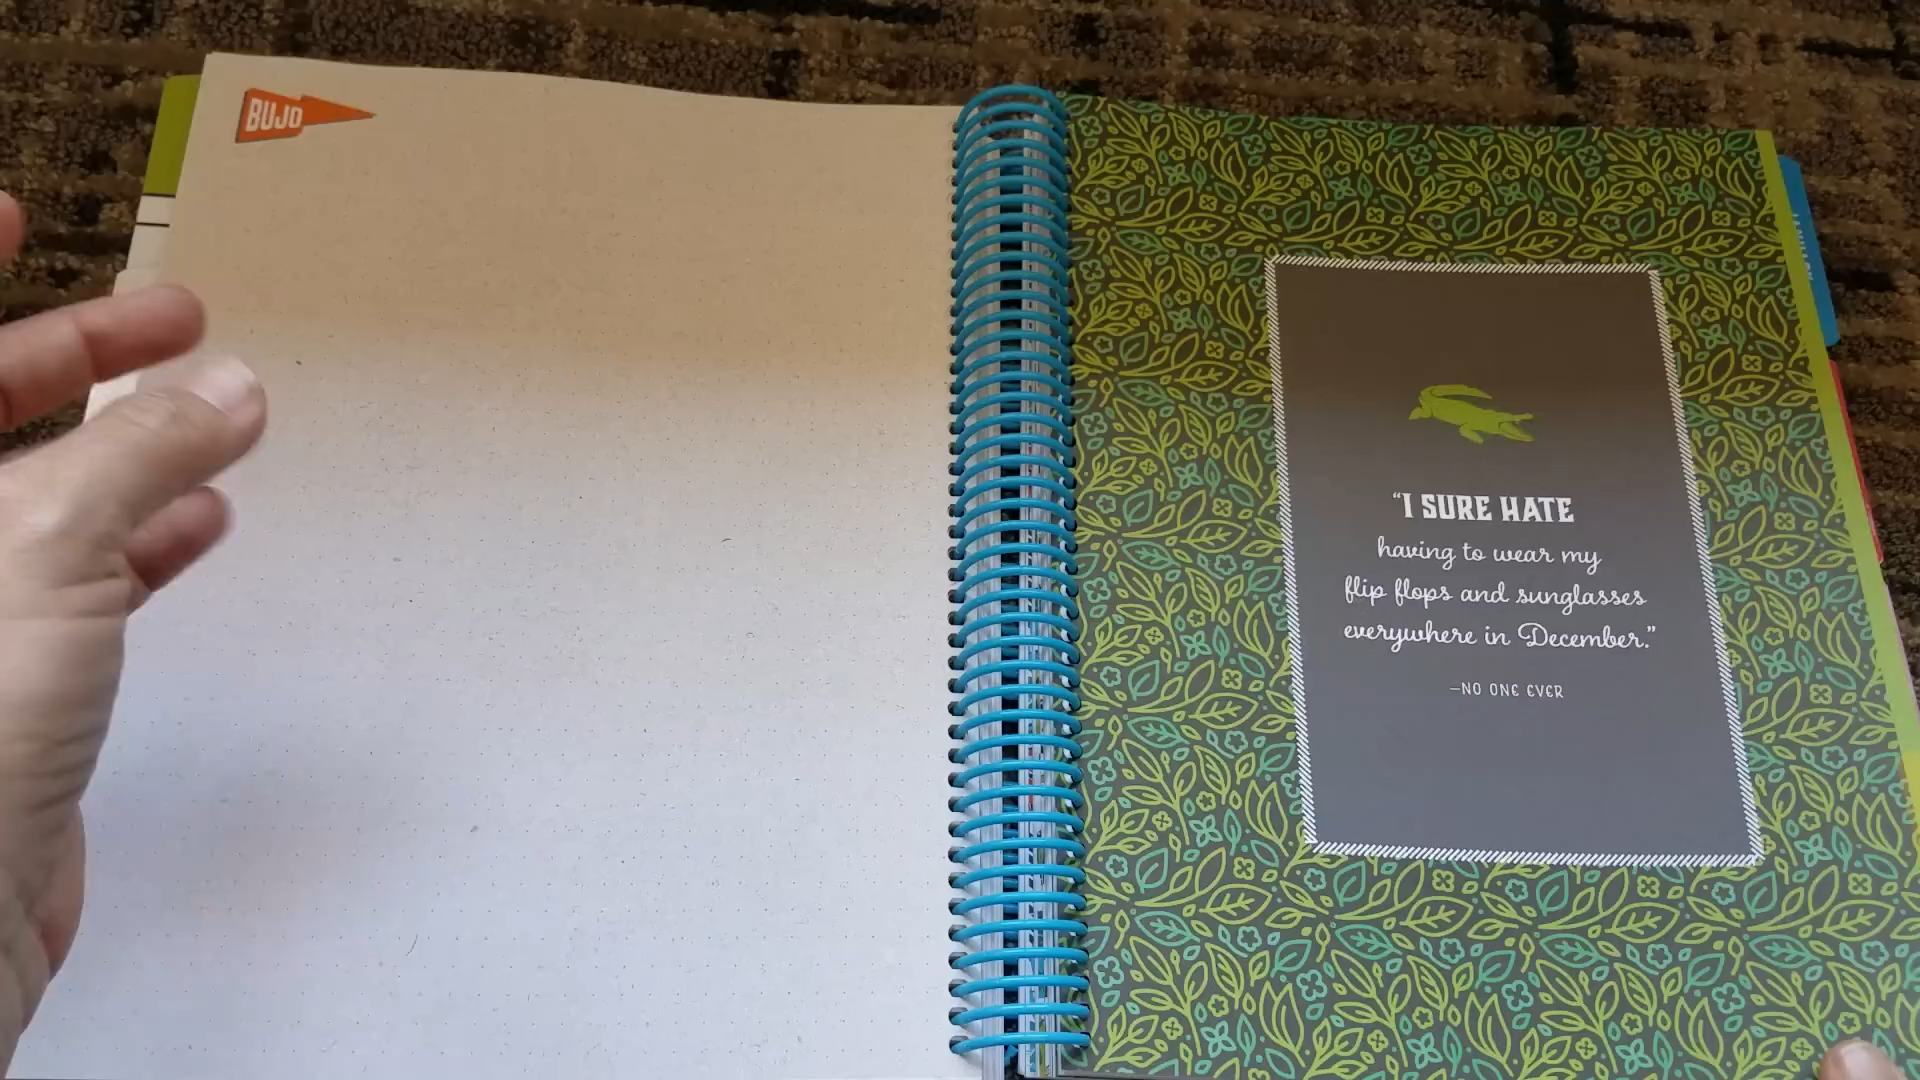 BUJO
"I SURE HATE
having to wear my
flip flops and sunglasses
everywhere in December."
—NO ONE EVER